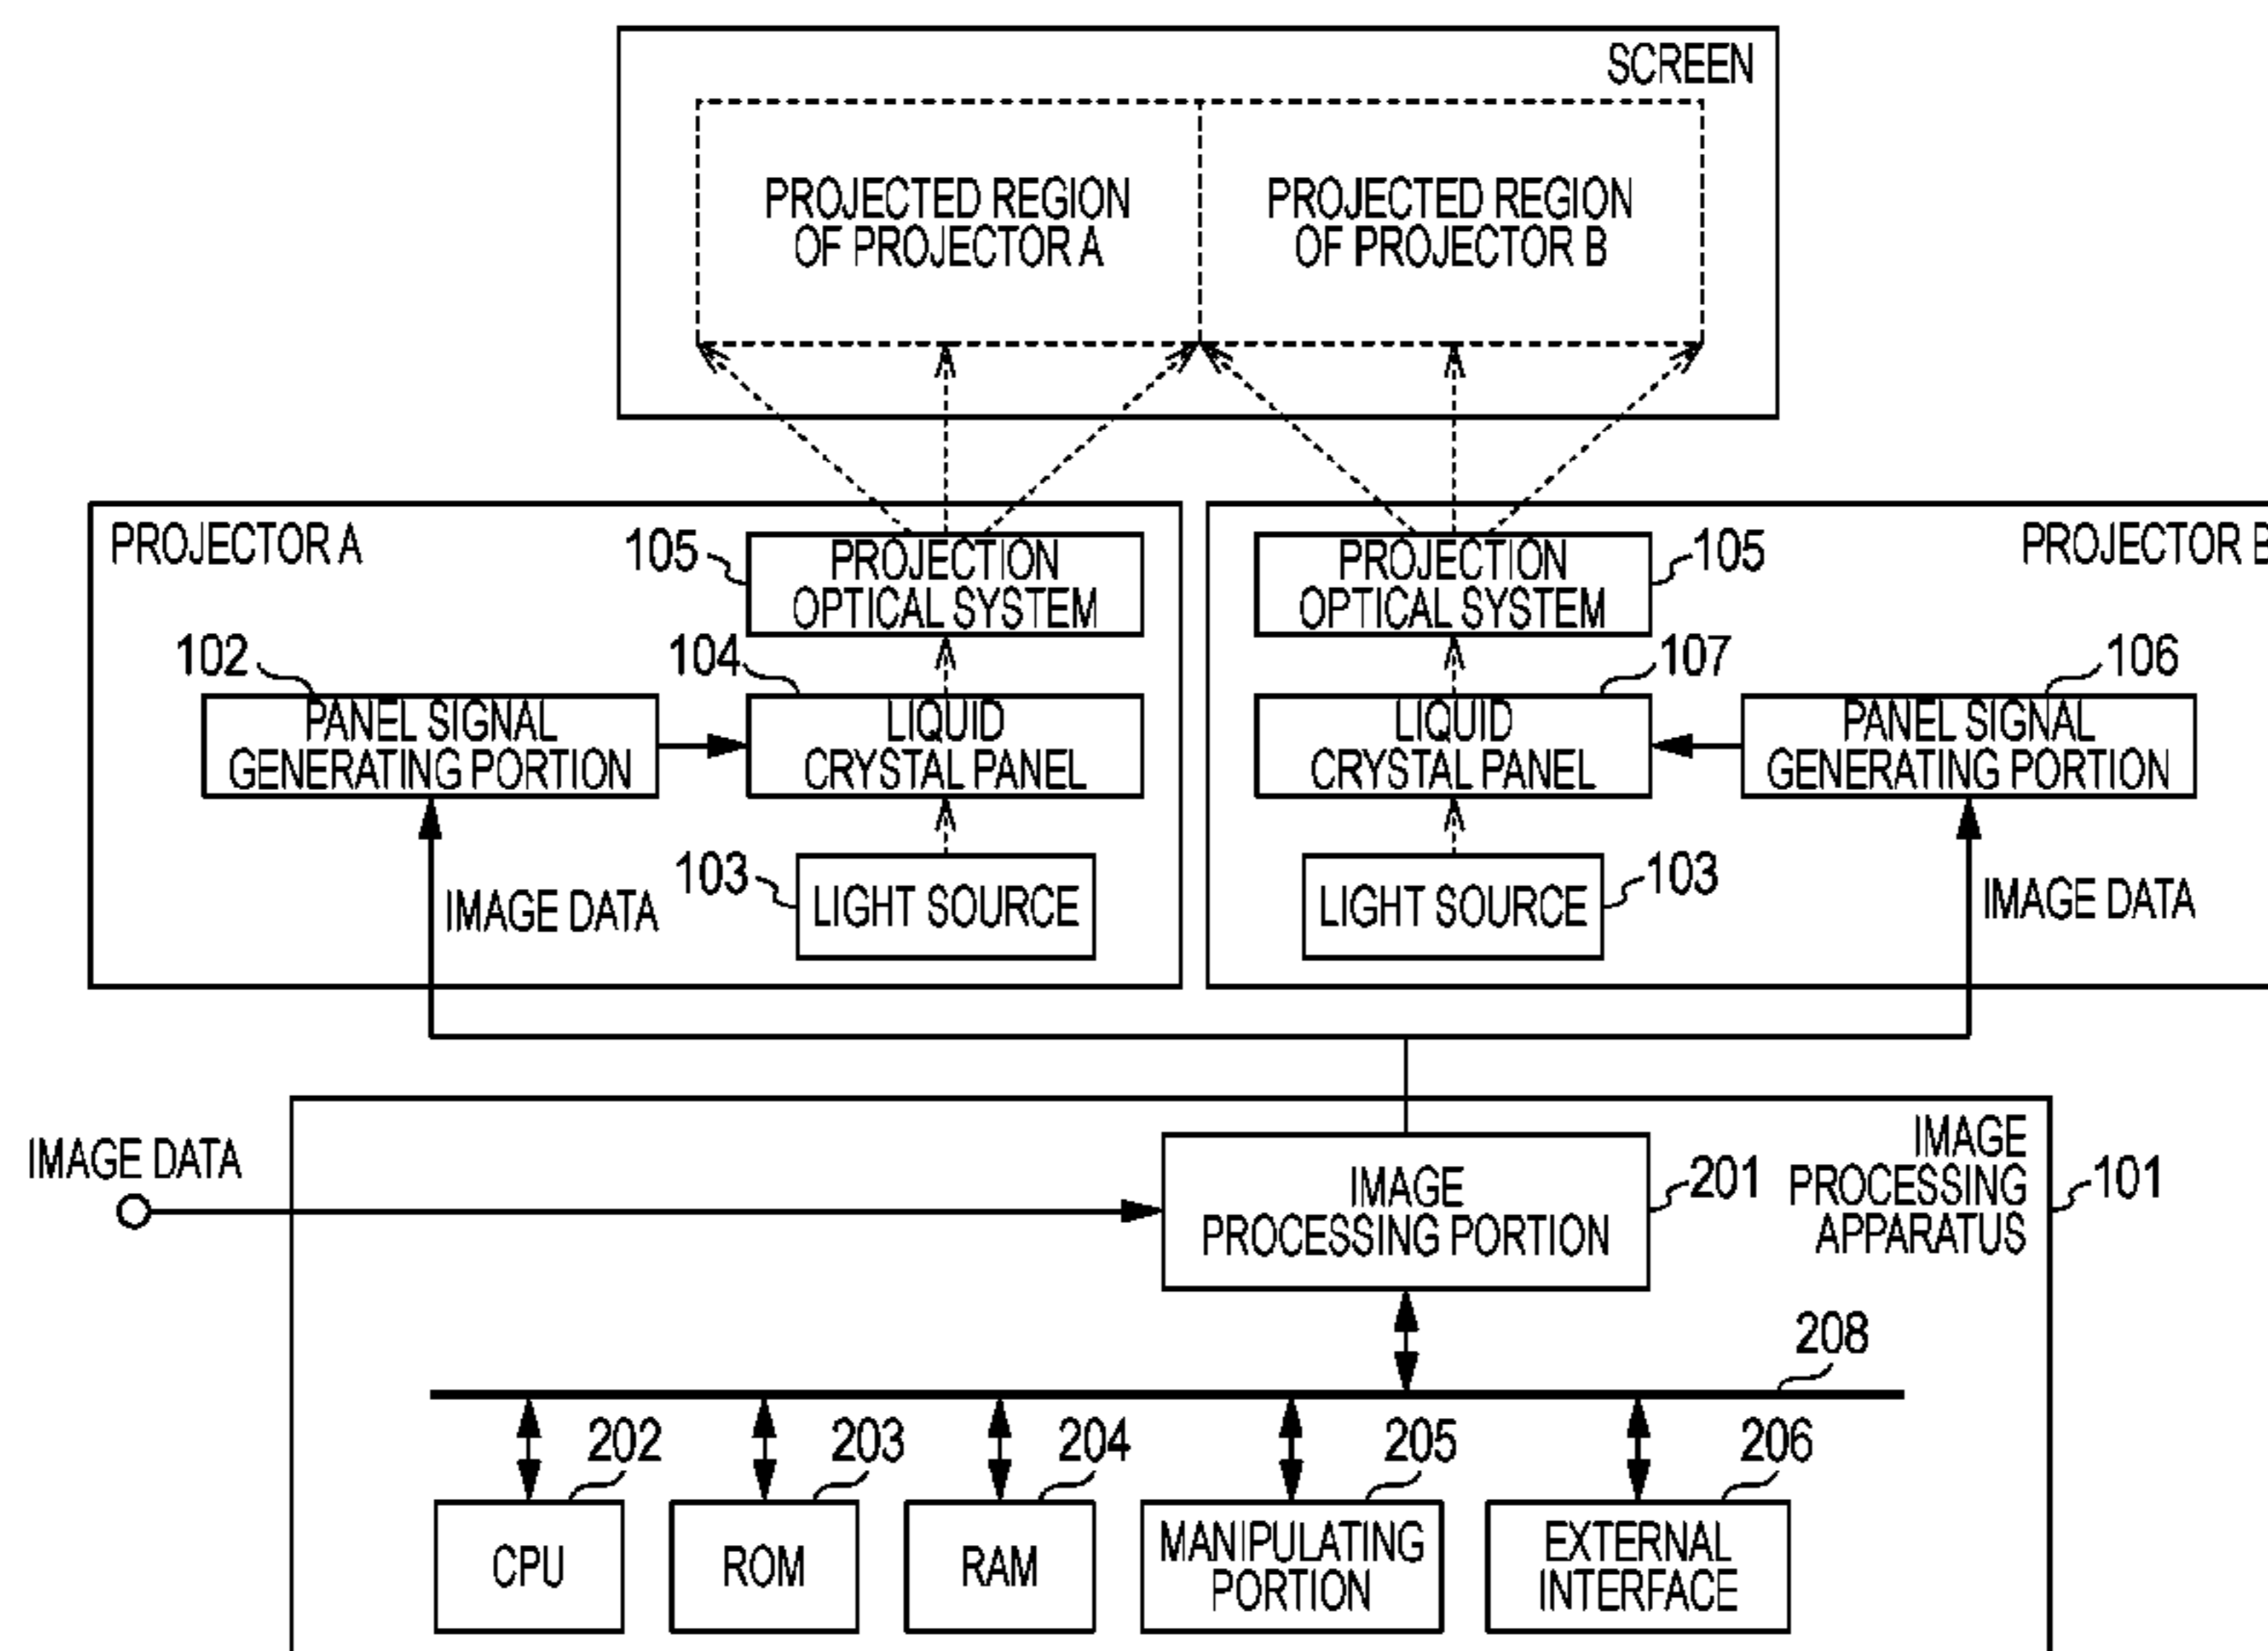 SCREEN
PROJECTED REGION
OF PROJECTOR A
PROJECTED REGION
OF PROJECTOR B
PROJECTOR A
105
PROJECTION
OPTICAL SYSTEM
102
104
PANEL SIGNAL
GENERATING PORTION
LIQUID
CRYSTAL PANEL
103
LIGHT SOURCE
IMAGE DATA
PROJECTOR B
PROJECTION
OPTICAL SYSTEM
105
107
106
LIQUID
CRYSTAL PANEL
PANEL SIGNAL
GENERATING PORTION
LIGHT SOURCE
103
IMAGE DATA
IMAGE DATA
IMAGE
PROCESSING PORTION
201
IMAGE
PROCESSING
APPARATUS
101
208
202
203
204
205
206
CPU
ROM
RAM
MANIPULATING
PORTION
EXTERNAL
INTERFACE